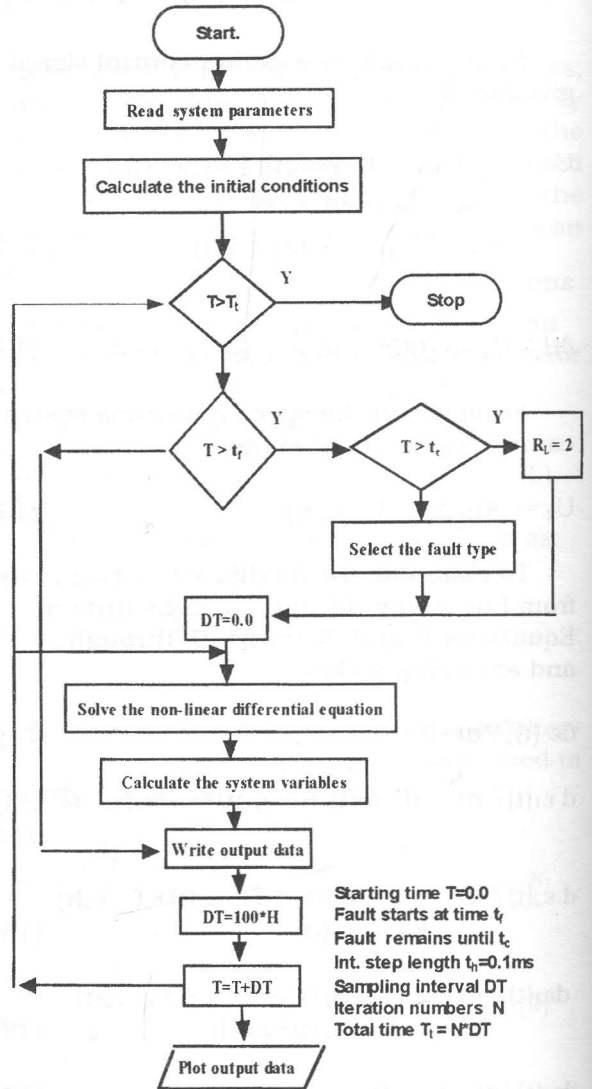 Start.
Read system parameters
Calculate the initial conditions
T>Tt
Y
Stop
T > tf
Y
T > tc
Y
RL = 2
Select the fault type
DT=0.0
Solve the non-linear differential equation
Calculate the system variables
Write output data
DT=100*H
T=T+DT
Plot output data
Starting time T=0.0
Fault starts at time tf
Fault remains until tc
Int. step length th=0.1ms
Sampling interval DT
Iteration numbers N
Total time Tt = N*DT